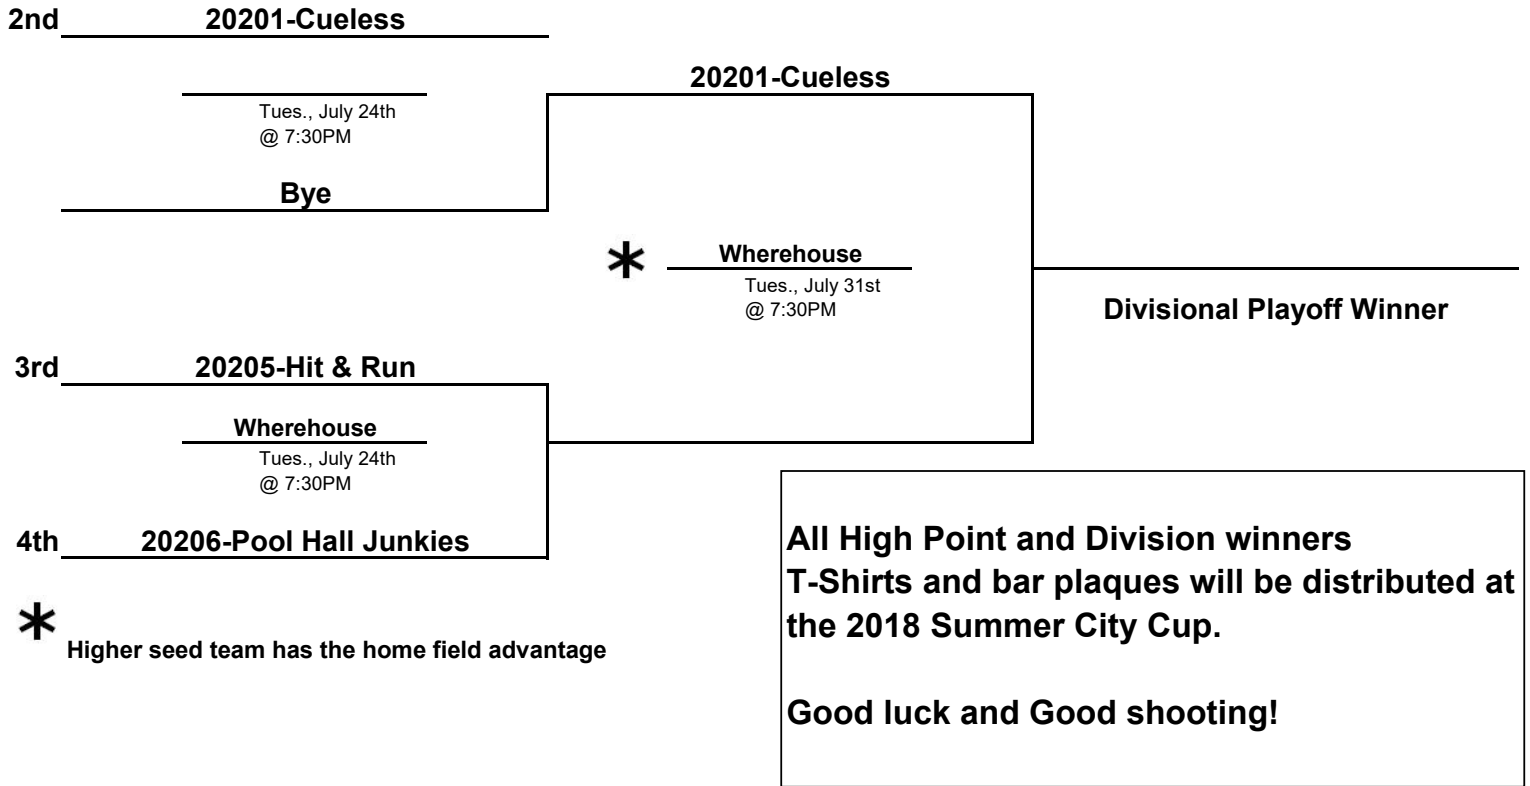 2nd 20201-Cueless
20201-Cueless
Tues., July 24th
@ 7:30PM
Bye
* Wherehouse
Tues., July 31st
@ 7:30PM
Divisional Playoff Winner
3rd 20205-Hit & Run
Wherehouse
Tues., July 24th
@ 7:30PM
4th 20206-Pool Hall Junkies
* Higher seed team has the home field advantage
All High Point and Division winners
T-Shirts and bar plaques will be distributed at
the 2018 Summer City Cup.
Good luck and Good shooting!